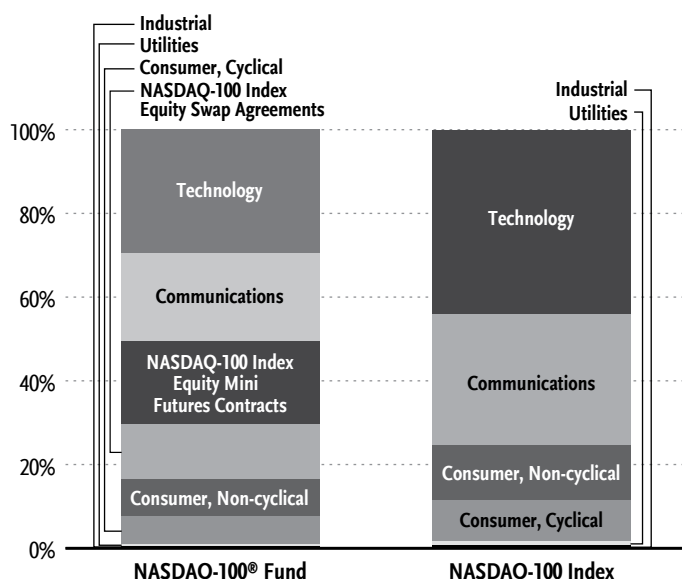 Industrial
Utilities
Consumer, Cyclical
NASDAQ-100 Index
Equity Swap Agreements
Industrial
Utilities
100%
80%
60%
40%
20%
0%
Technology
Communications
NASDAQ-100 Index
Equity Mini
Futures Contracts
Consumer, Non-cyclical
Technology
Communications
Consumer, Non-cyclical
Consumer, Cyclical
NASDAQ-100® Fund
NASDAQ-100 Index